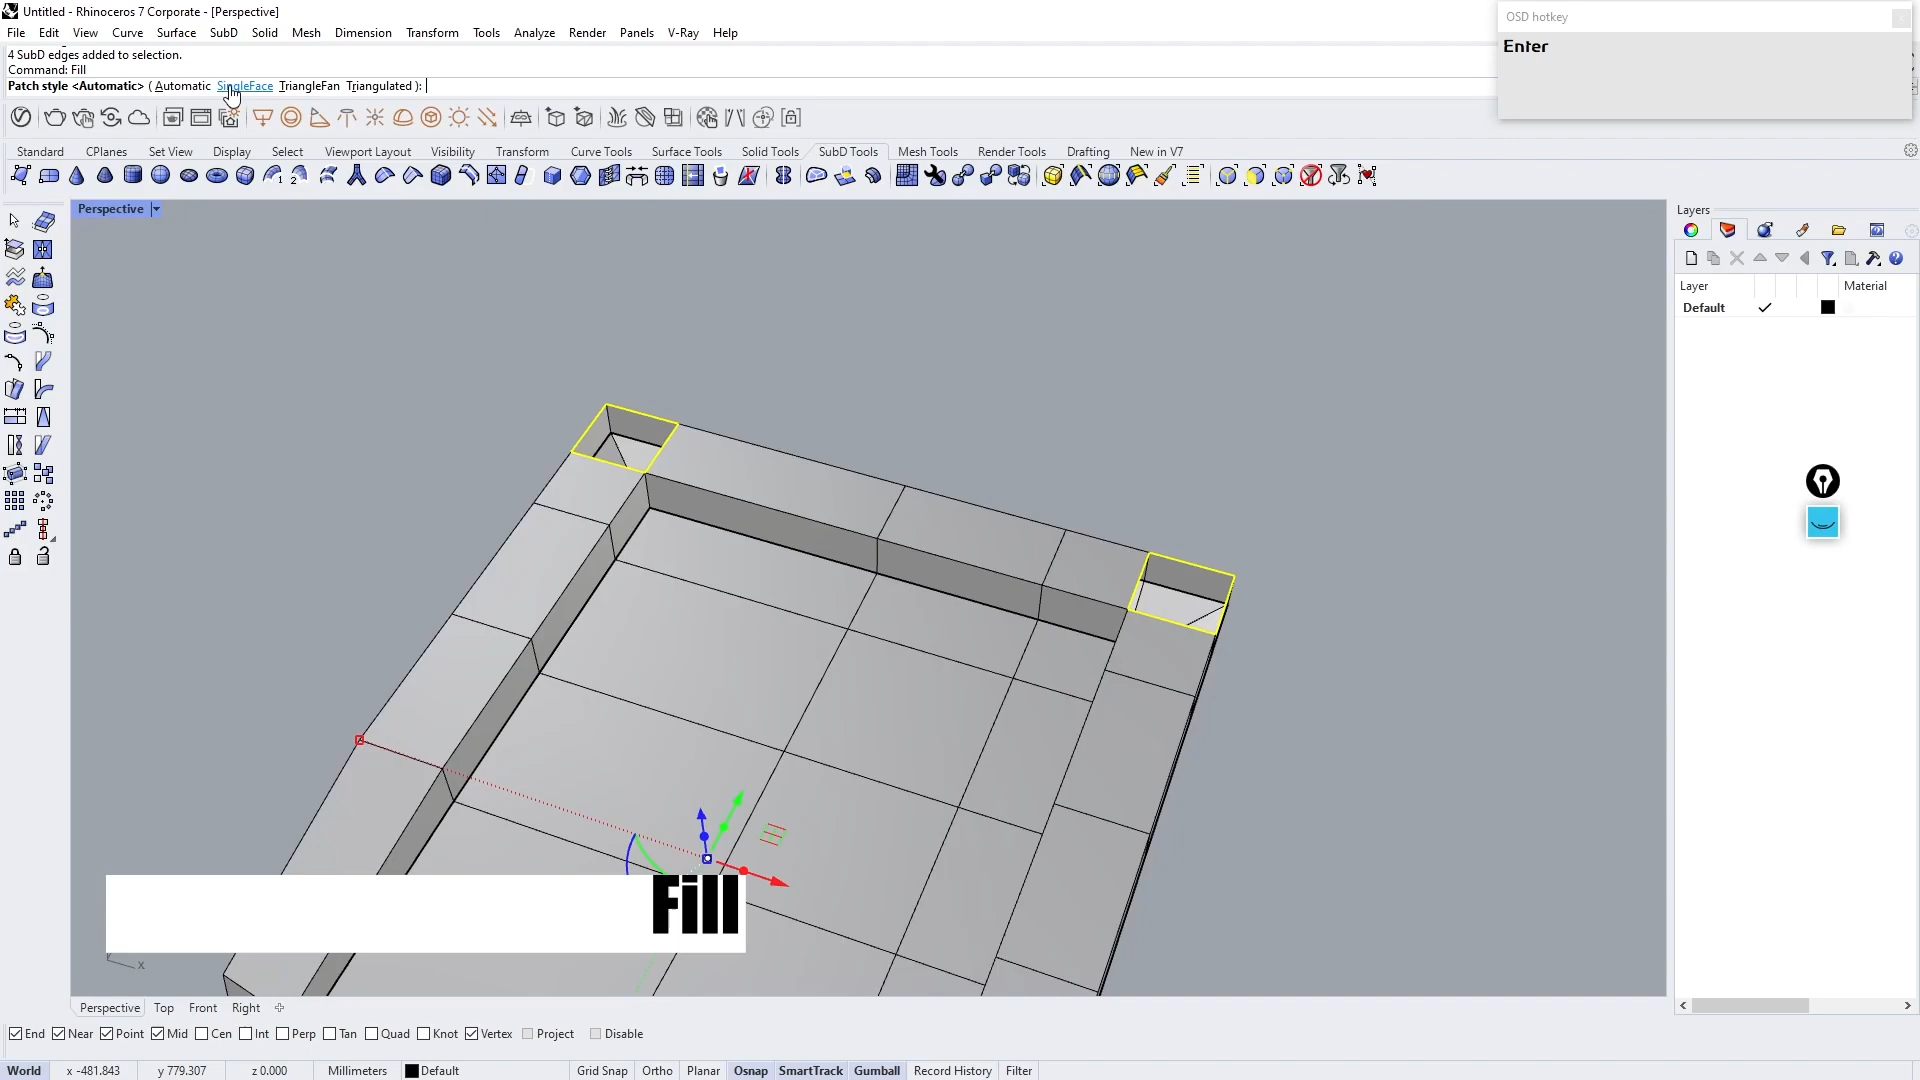 Untitled - Rhinoceros 7 Corporate - [Perspective]
OSD hotkey
Enter
File Edit View Curve Surface SubD Solid Mesh Dimension Transform Tools Analyze Render Panels V-Ray Help
4 SubD edges added to selection.
Command: Fill
Patch style <Automatic> ( Automatic SingleFace TriangleFan Triangulated ):
Standard CPlanes Set View Display Select Viewport Layout Visibility Transform Curve Tools Surface Tools Solid Tools SubD Tools Mesh Tools Render Tools Drafting New in V7
Perspective
Layers
Layer Material
Default
Fill
x
Perspective Top Front Right
End Near Point Mid Cen Int Perp Tan Quad Knot Vertex Project Disable
World x -481.843 y 779.307 z 0.000 Millimeters Default Grid Snap Ortho Planar Osnap SmartTrack Gumball Record History Filter